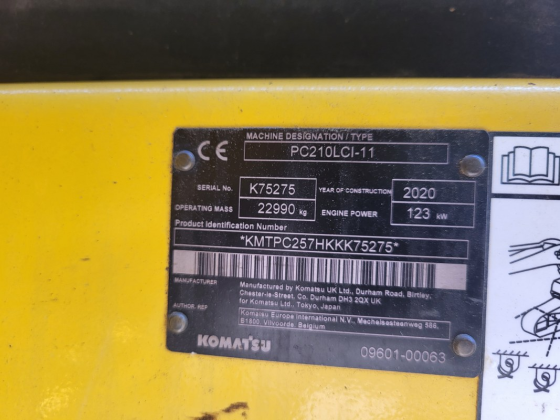 CE
MACHINE DESIGNATION / TYPE
PC210LCI-11
SERIAL No. K75275 YEAR OF CONSTRUCTION 2020
OPERATING MASS 22990 kg ENGINE POWER 123 kW
Product Identification Number
*KMTPC257HKKK75275*
MANUFACTURER
Manufactured by Komatsu UK Ltd., Durham Road, Birtley,
Chester-le-Street, Co. Durham DH3 2QX UK
for Komatsu Ltd., Tokyo, Japan
AUTHOR. REP
Komatsu Europe International N.V., Mechelsesteenweg 586,
B1800, Vilvoorde, Belgium
KOMATSU
09601-00063